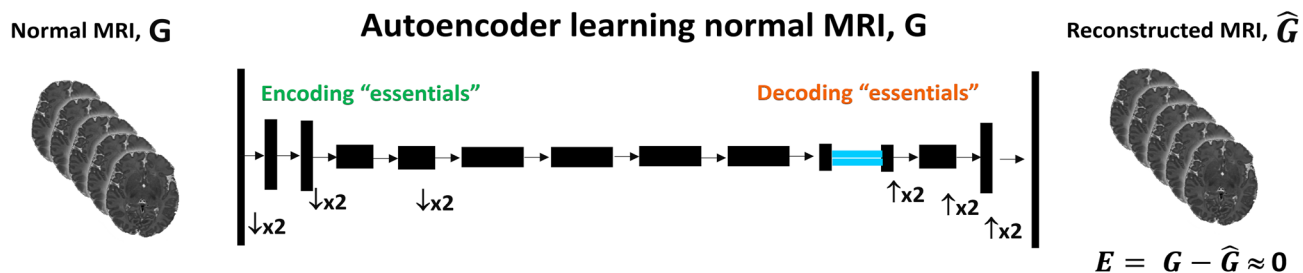 Normal MRI, G
Autoencoder learning normal MRI, G
Reconstructed MRI, Ĝ
Encoding “essentials”
Decoding “essentials”
↓x2
↓x2
↓x2
↑x2
↑x2
↑x2
E = G − Ĝ ≈ 0